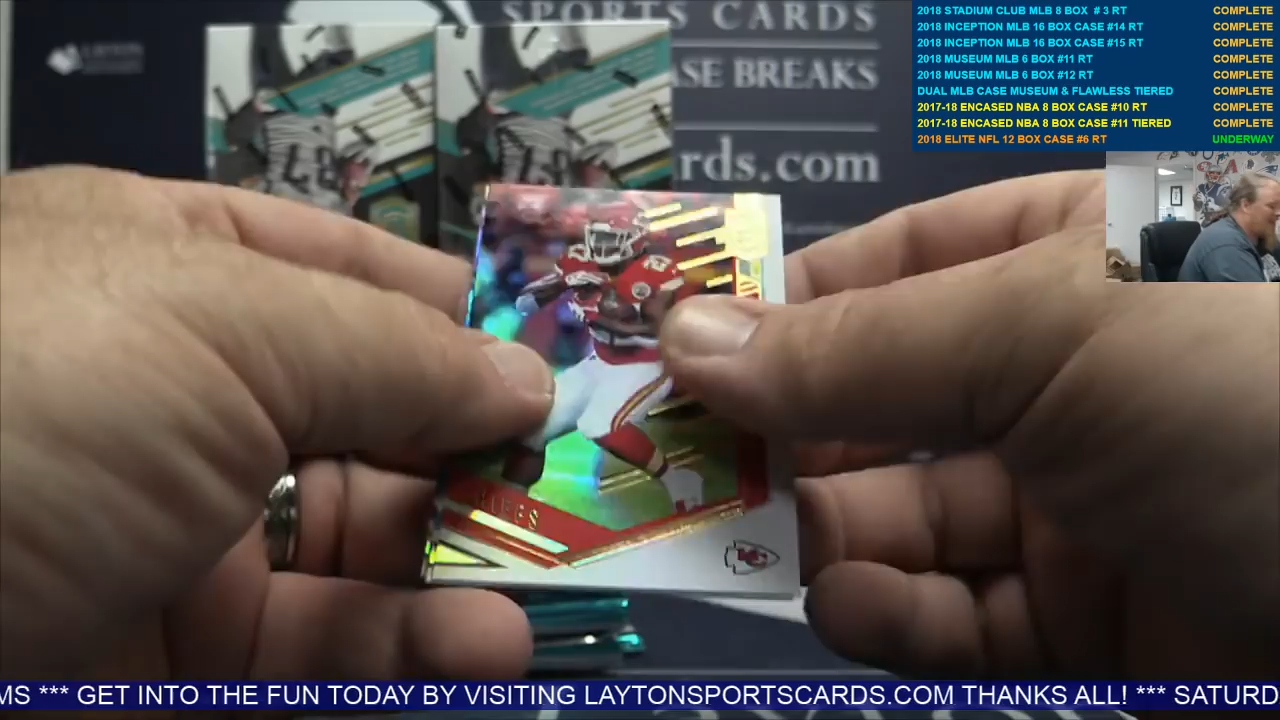 SPORTS CARDS
ASE BREAKS
rds.com
LAYTON
2018 STADIUM CLUB MLB 8 BOX # 3 RT COMPLETE
2018 INCEPTION MLB 16 BOX CASE #14 RT COMPLETE
2018 INCEPTION MLB 16 BOX CASE #15 RT COMPLETE
2018 MUSEUM MLB 6 BOX #11 RT COMPLETE
2018 MUSEUM MLB 6 BOX #12 RT COMPLETE
DUAL MLB CASE MUSEUM & FLAWLESS TIERED COMPLETE
2017-18 ENCASED NBA 8 BOX CASE #10 RT COMPLETE
2017-18 ENCASED NBA 8 BOX CASE #11 TIERED COMPLETE
2018 ELITE NFL 12 BOX CASE #6 RT UNDERWAY
MS *** GET INTO THE FUN TODAY BY VISITING LAYTONSPORTSCARDS.COM THANKS ALL! *** SATURD